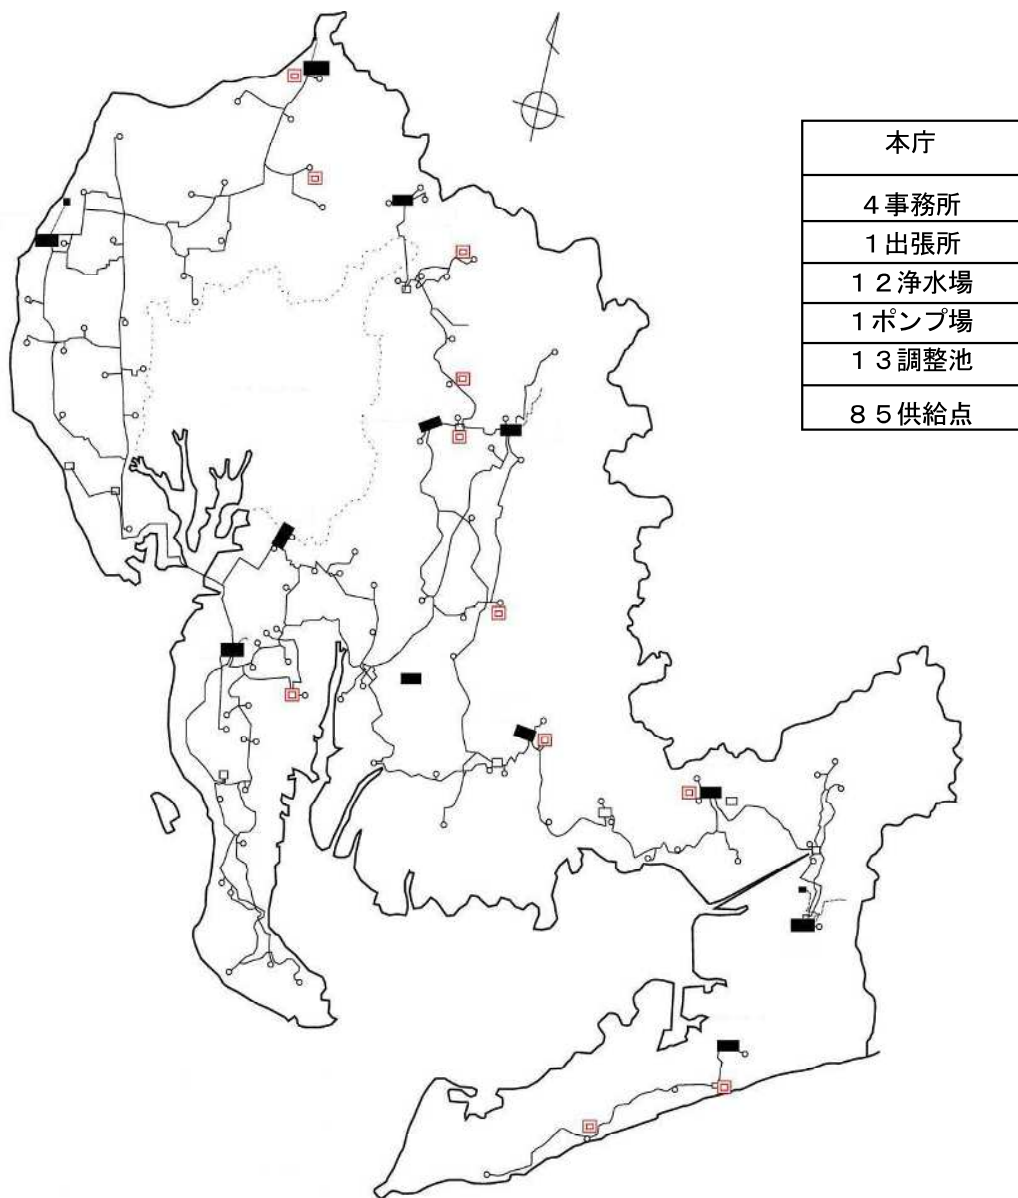 本庁
４事務所
１出張所
１２浄水場
１ポンプ場
１３調整池
８５供給点